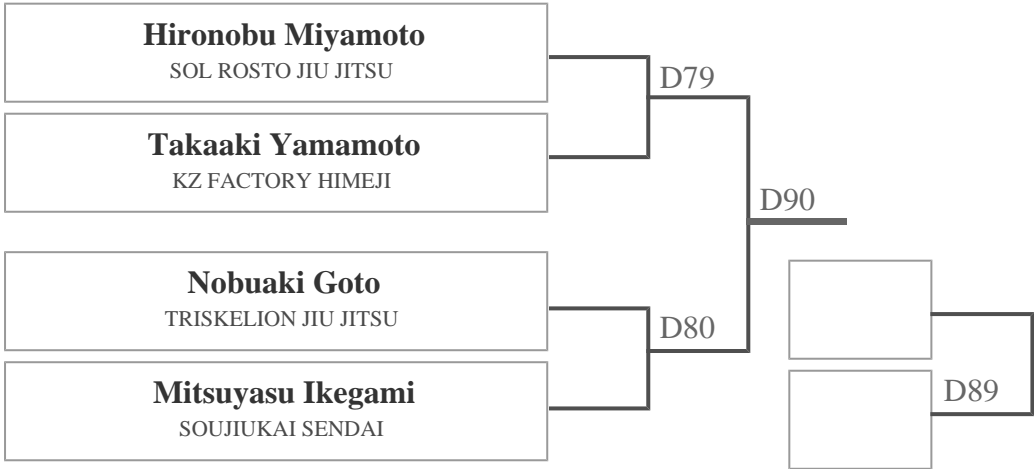 Hironobu Miyamoto
SOL ROSTO JIU JITSU
D79
Takaaki Yamamoto
KZ FACTORY HIMEJI
D90
Nobuaki Goto
TRISKELION JIU JITSU
D80
Mitsuyasu Ikegami
SOUJIUKAI SENDAI
D89